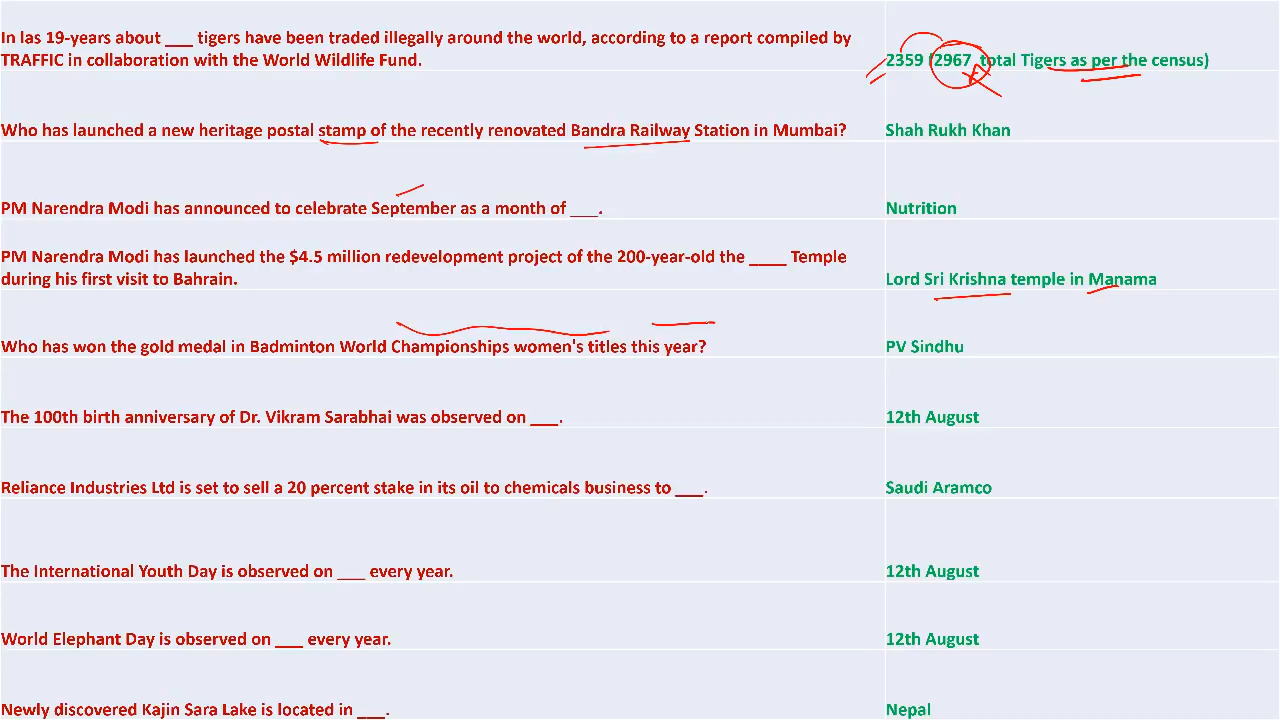 In las 19-years about ___ tigers have been traded illegally around the world, according to a report compiled by
TRAFFIC in collaboration with the World Wildlife Fund.
2359 (2967 total Tigers as per the census)
Who has launched a new heritage postal stamp of the recently renovated Bandra Railway Station in Mumbai?
Shah Rukh Khan
PM Narendra Modi has announced to celebrate September as a month of ___.
Nutrition
PM Narendra Modi has launched the $4.5 million redevelopment project of the 200-year-old the ____ Temple
during his first visit to Bahrain.
Lord Sri Krishna temple in Manama
Who has won the gold medal in Badminton World Championships women's titles this year?
PV Sindhu
The 100th birth anniversary of Dr. Vikram Sarabhai was observed on ___.
12th August
Reliance Industries Ltd is set to sell a 20 percent stake in its oil to chemicals business to ___.
Saudi Aramco
The International Youth Day is observed on ___ every year.
12th August
World Elephant Day is observed on ___ every year.
12th August
Newly discovered Kajin Sara Lake is located in ___.
Nepal